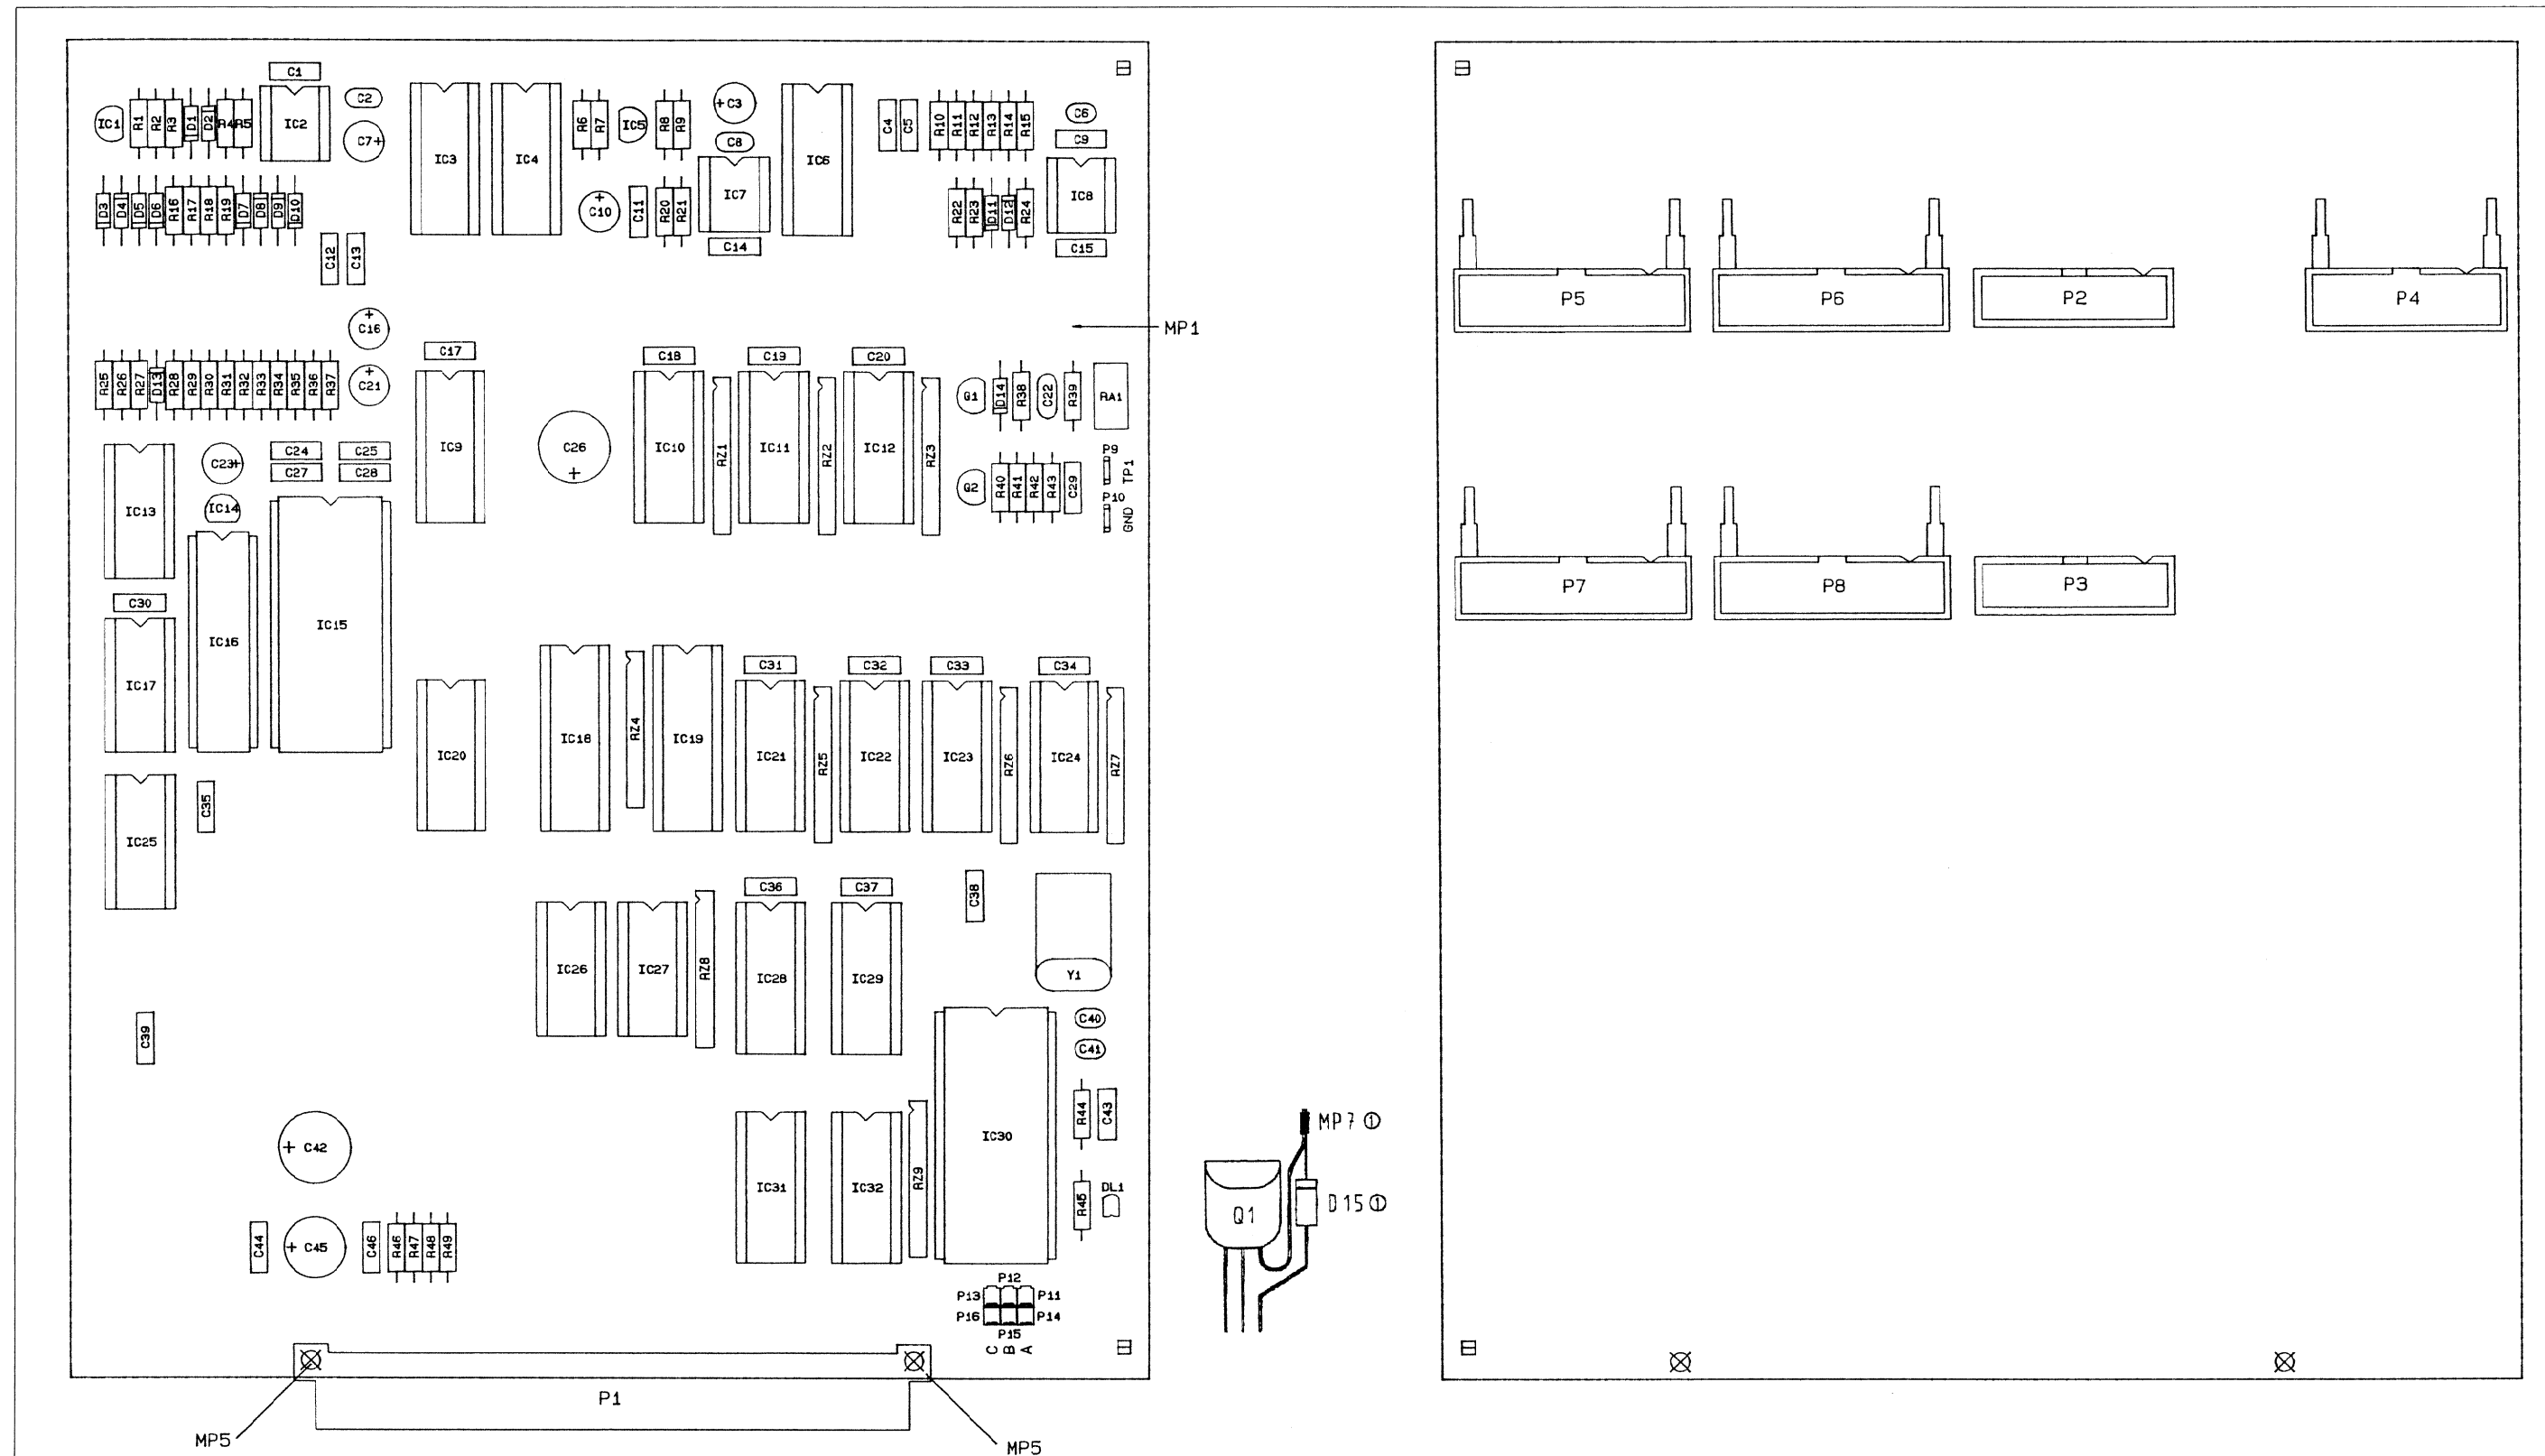 C1
IC1 R1 R2 R3 D1 D2 R4 R5 IC2 C2 C7+
IC3 IC4 R6 R7 IC5 R8 R9 +C3 C8 IC6 C4 C5 R10 R11 R12 R13 R14 R15 C6 C9
D3 D4 D5 D6 R16 R17 R18 R19 D7 D8 D9 D10
+ C10 C11 R20 R21 IC7 C14 R22 R23 D11 D12 R24 IC8 C15
C12 C13
+ C16
MP1
R25 R26 R27 D13 R28 R29 R30 R31 R32 R33 R34 R35 R36 R37 + C21
C17 C18 C19 C20
IC9 C26 + IC10 RZ1 IC11 RZ2 IC12 RZ3
Q1 D14 R38 C22 R39 RA1
Q2 R40 R41 R42 R43 C29
P9 TP1
P10 GND
C23+ C24 C25
C27 C28
IC13 IC14
C30
IC17 IC16 IC15
IC20 IC18 RZ4 IC19
C31 C32 C33 C34
IC21 RZ5 IC22 IC23 RZ6 IC24 RZ7
IC25 C35
C36 C37 C38
IC26 IC27 RZ8 IC28 IC29 Y1
C39
C40
C41
IC30 R44 C43
+ C42
IC31 IC32 RZ9 R45 DL1
C44 + C45 C46 R46 R47 R48 R49
P12
P13 P11
P16 P14
P15
C B A
P1
MP5 MP5
MP7 ①
Q1 D15 ①
P5 P6 P2 P4
P7 P8 P3